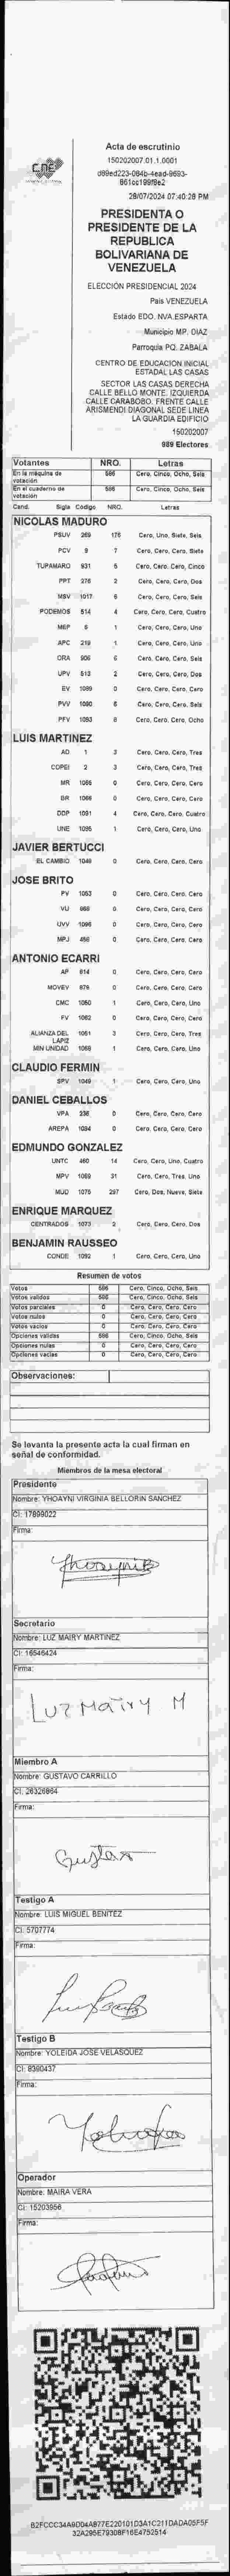 CNE
Acta de escrutinio
150202007.01.1.0001
28/07/2024 07:40:28 PM
PRESIDENTA O
PRESIDENTE DE LA
REPUBLICA
BOLIVARIANA DE
VENEZUELA
ELECCIÓN PRESIDENCIAL 2024
País VENEZUELA
Estado EDO. NVA.ESPARTA
Municipio MP. DIAZ
Parroquia PQ. ZABALA
CENTRO DE EDUCACION INICIAL
ESTADAL LAS CASAS
SECTOR LAS CASAS DERECHA
CALLE BELLO MONTE. IZQUIERDA
CALLE CARABOBO. FRENTE CALLE
ARISMENDI DIAGONAL SEDE LINEA
LA GUARDIA EDIFICIO
150202007
989 Electores
Votantes NRO. Letras
En la máquina de votación 586 Cero, Cinco, Ocho, Seis
En el cuaderno de votación 586 Cero, Cinco, Ocho, Seis
Cand. Sigla Código NRO. Letras
NICOLAS MADURO
PSUV 269 176 Cero, Uno, Siete, Seis
PCV 9 7 Cero, Cero, Cero, Siete
TUPAMARO 931 5 Cero, Cero, Cero, Cinco
PPT 276 2 Cero, Cero, Cero, Dos
MSV 1017 6 Cero, Cero, Cero, Seis
PODEMOS 514 4 Cero, Cero, Cero, Cuatro
MEP 6 1 Cero, Cero, Cero, Uno
APC 219 1 Cero, Cero, Cero, Uno
ORA 906 6 Cero, Cero, Cero, Seis
UPV 513 2 Cero, Cero, Cero, Dos
EV 1089 0 Cero, Cero, Cero, Cero
PVV 1090 6 Cero, Cero, Cero, Seis
PFV 1093 8 Cero, Cero, Cero, Ocho
LUIS MARTINEZ
AD 1 3 Cero, Cero, Cero, Tres
COPEI 2 3 Cero, Cero, Cero, Tres
MR 1065 0 Cero, Cero, Cero, Cero
BR 1068 0 Cero, Cero, Cero, Cero
DDP 1091 4 Cero, Cero, Cero, Cuatro
UNE 1095 1 Cero, Cero, Cero, Uno
JAVIER BERTUCCI
EL CAMBIO 1048 0 Cero, Cero, Cero, Cero
JOSE BRITO
PV 1053 0 Cero, Cero, Cero, Cero
VU 968 0 Cero, Cero, Cero, Cero
UVV 1096 0 Cero, Cero, Cero, Cero
MPJ 458 0 Cero, Cero, Cero, Cero
ANTONIO ECARRI
AP 814 0 Cero, Cero, Cero, Cero
MOVEV 879 0 Cero, Cero, Cero, Cero
CMC 1050 1 Cero, Cero, Cero, Uno
FV 1062 0 Cero, Cero, Cero, Cero
ALIANZA DEL LAPIZ 1061 3 Cero, Cero, Cero, Tres
MIN UNIDAD 1069 1 Cero, Cero, Cero, Uno
CLAUDIO FERMIN
SPV 1049 1 Cero, Cero, Cero, Uno
DANIEL CEBALLOS
VPA 238 0 Cero, Cero, Cero, Cero
AREPA 1094 0 Cero, Cero, Cero, Cero
EDMUNDO GONZALEZ
UNTC 460 14 Cero, Cero, Uno, Cuatro
MPV 1069 31 Cero, Cero, Tres, Uno
MUD 1075 297 Cero, Dos, Nueve, Siete
ENRIQUE MARQUEZ
CENTRADOS 1073 2 Cero, Cero, Cero, Dos
BENJAMIN RAUSSEO
CONDE 1092 1 Cero, Cero, Cero, Uno
Resumen de votos
Votos 586 Cero, Cinco, Ocho, Seis
Votos validos 586 Cero, Cinco, Ocho, Seis
Votos parciales 0 Cero, Cero, Cero, Cero
Votos nulos 0 Cero, Cero, Cero, Cero
Votos vacíos 0 Cero, Cero, Cero, Cero
Opciones validas 586 Cero, Cinco, Ocho, Seis
Opciones nulas 0 Cero, Cero, Cero, Cero
Opciones vacías 0 Cero, Cero, Cero, Cero
Observaciones:
Se levanta la presente acta la cual firman en
señal de conformidad.
Miembros de la mesa electoral
Presidente
Nombre: YHOAYNI VIRGINIA BELLORIN SANCHEZ
CI: 17899022
Firma:
Secretario
Nombre: LUZ MAIRY MARTINEZ
CI: 16546424
Firma:
Luz Mairy M
Miembro A
Nombre: GUSTAVO CARRILLO
CI: 26326864
Firma:
Testigo A
Nombre: LUIS MIGUEL BENITEZ
CI: 5707774
Firma:
Testigo B
Nombre: YOLEIDA JOSE VELASQUEZ
CI: 8390437
Firma:
Operador
Nombre: MAIRA VERA
CI: 15203956
Firma: